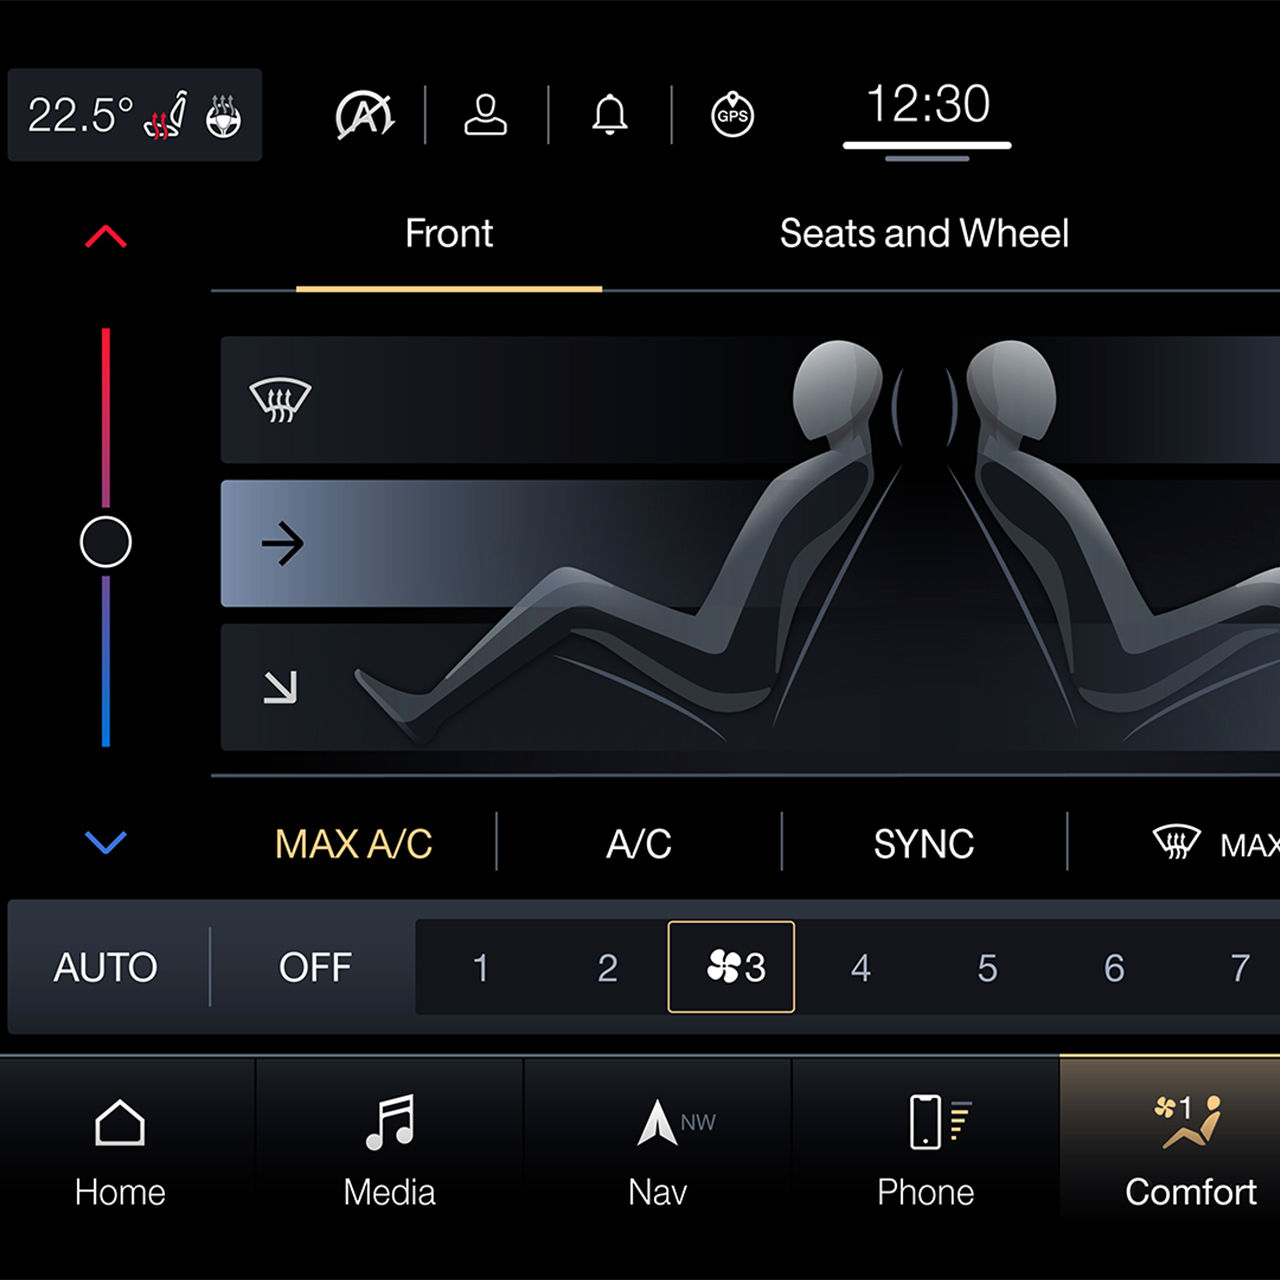 22.5°
A
GPS
12:30
Front
Seats and Wheel
MAX A/C
A/C
SYNC
MAX
AUTO
OFF
1
2
3
4
5
6
7
NW
1
Home
Media
Nav
Phone
Comfort